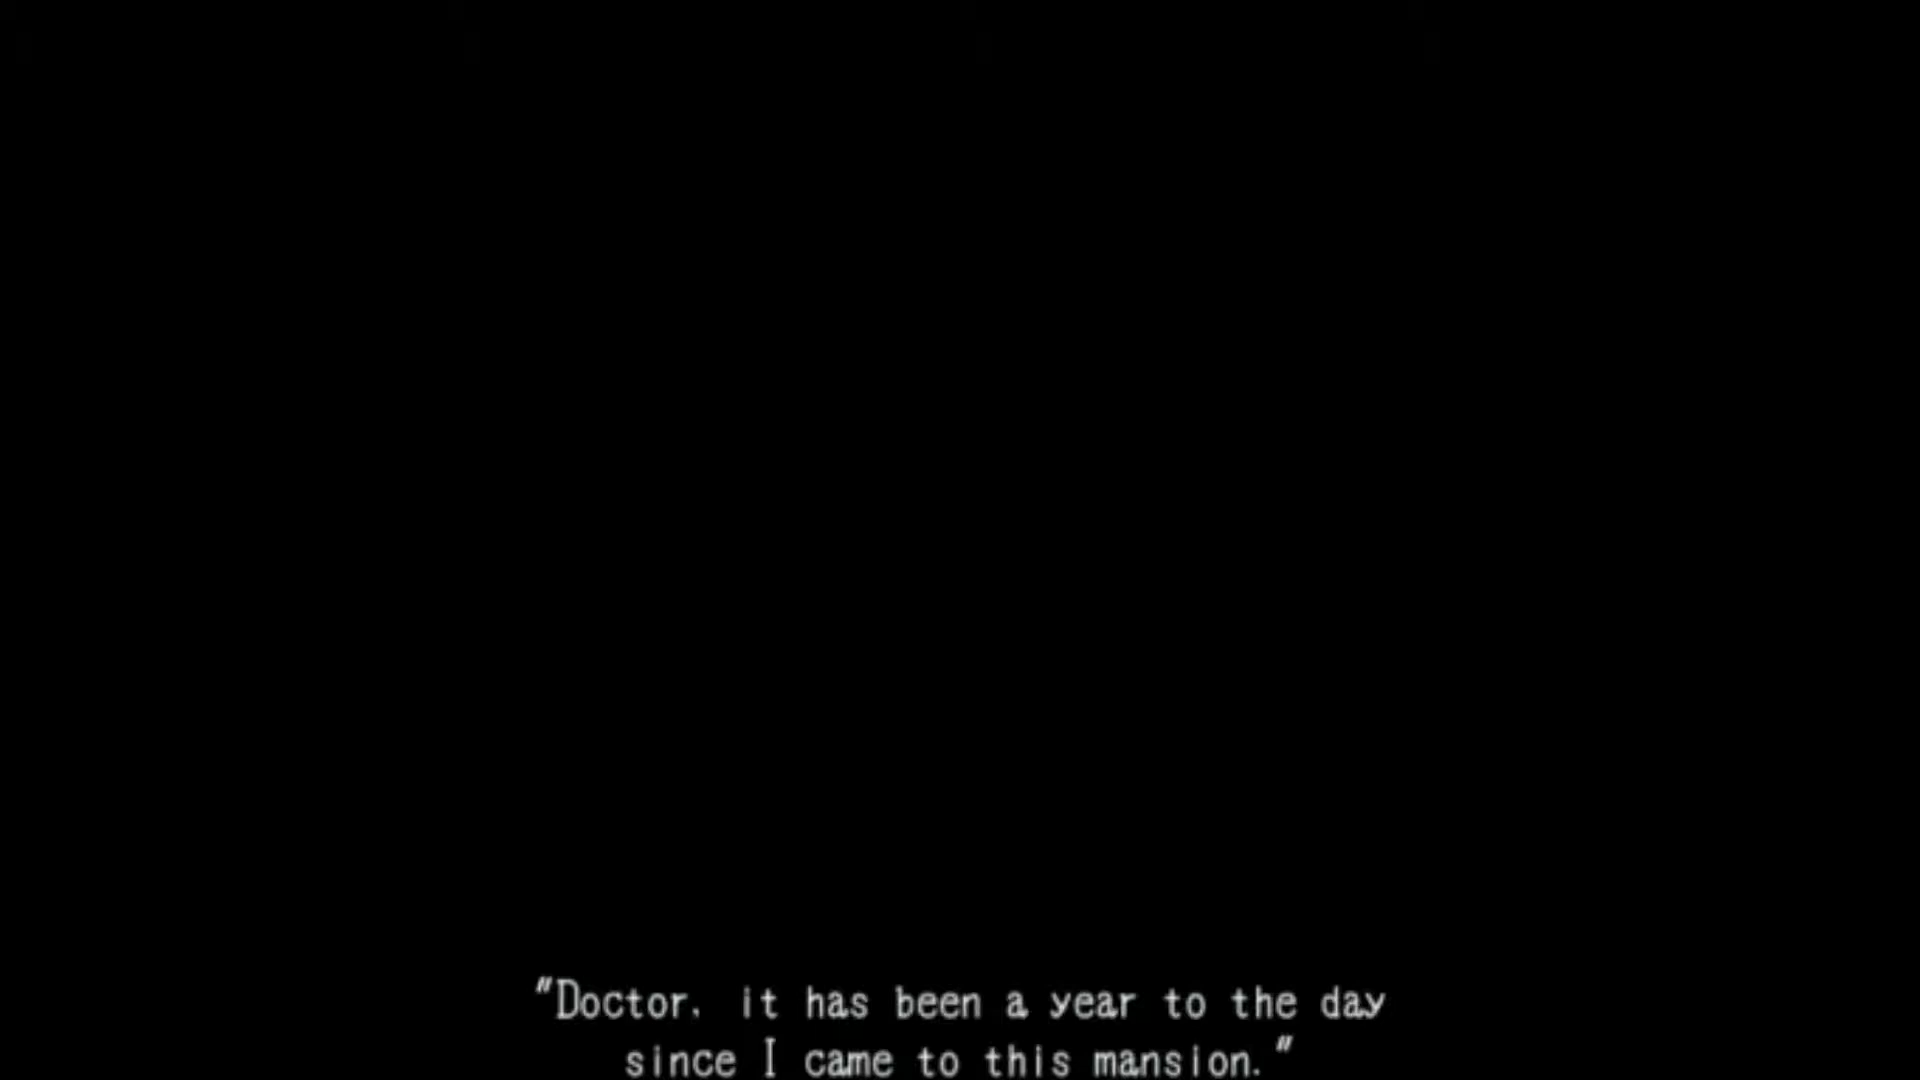 "Doctor, it has been a year to the day
since I came to this mansion."